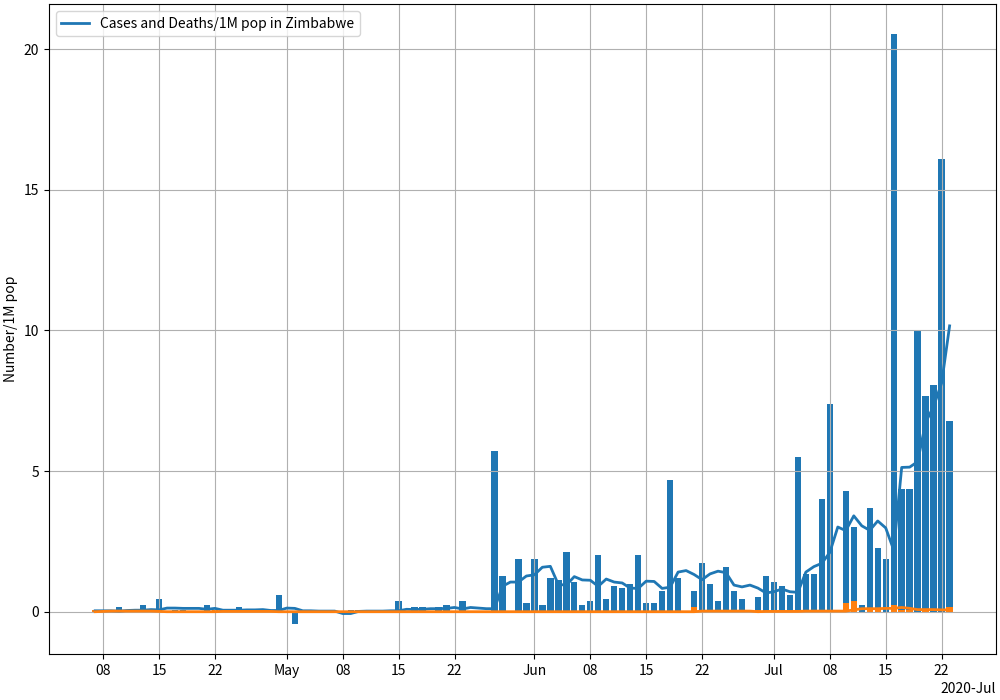 Cases and Deaths/1M pop in Zimbabwe
Number/1M pop
20
15
10
5
0
08 15 22 May 08 15 22 Jun 08 15 22 Jul 08 15 22
2020-Jul